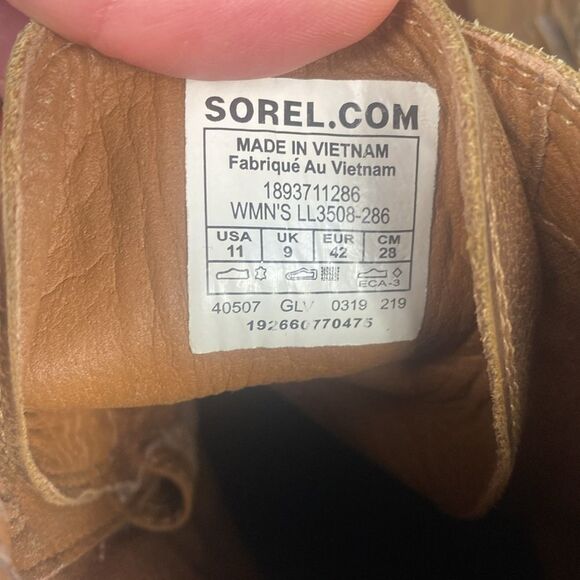 SOREL.COM
MADE IN VIETNAM
Fabriqué Au Vietnam
1893711286
WMN'S LL3508-286
USA UK EUR CM
11 9 42 28
ECA-3
40507 GLV 0319 219
192660770475